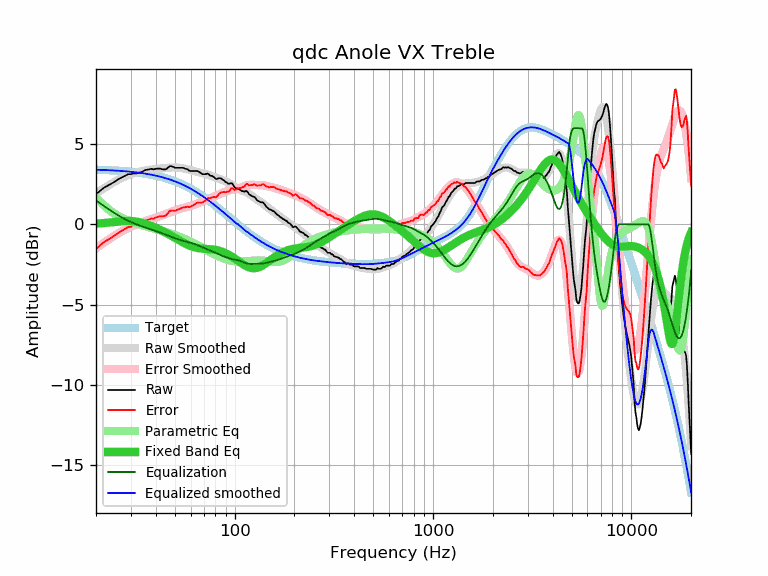 qdc Anole VX Treble
Amplitude (dBr)
5
0
−5
−10
−15
Target
Raw Smoothed
Error Smoothed
Raw
Error
Parametric Eq
Fixed Band Eq
Equalization
Equalized smoothed
100 1000 10000
Frequency (Hz)